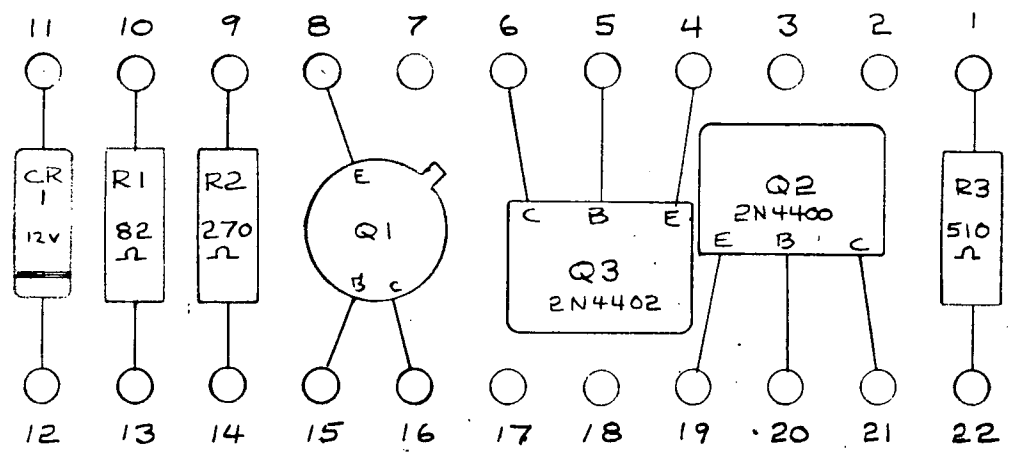 11 10 9 8 7 6 5 4 3 2 1
CR
1
12V
R1
82
Ω
R2
270
Ω
E
Q1
B C
C B E
Q3
2N4402
Q2
2N4400
E B C
R3
510
Ω
12 13 14 15 16 17 18 19 20 21 22